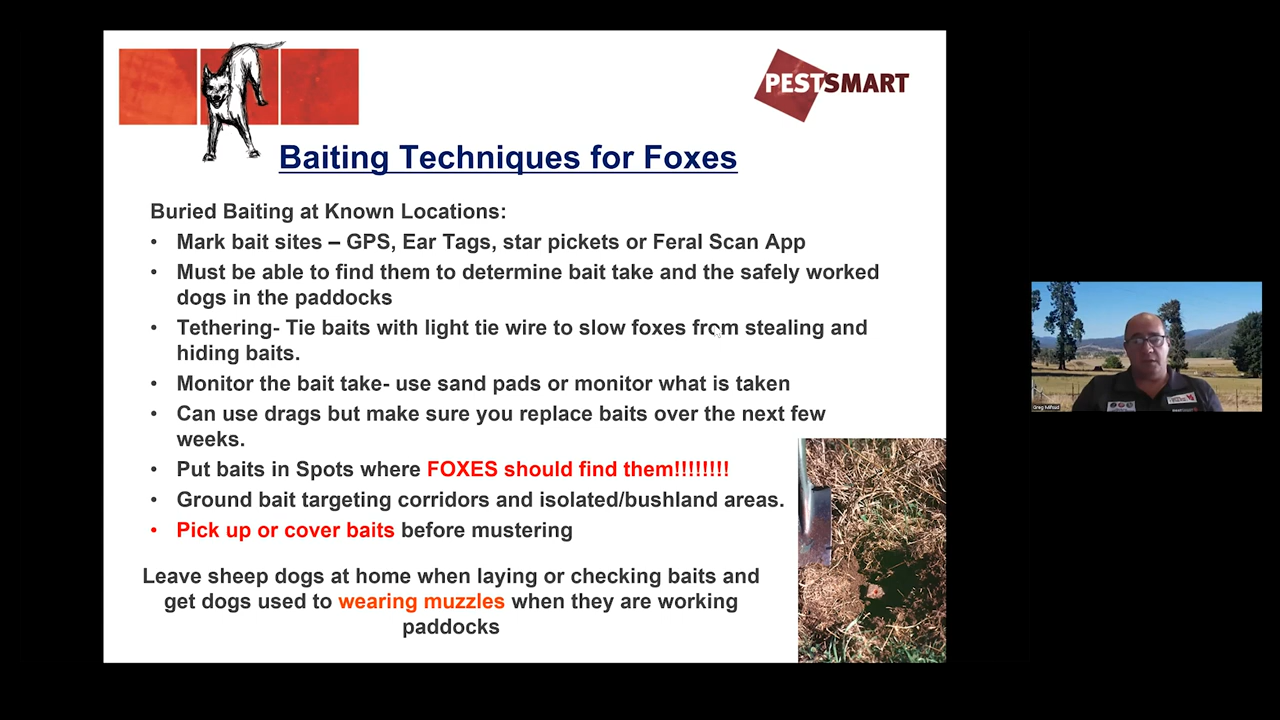 PESTSMART
Baiting Techniques for Foxes
Buried Baiting at Known Locations:
• Mark bait sites – GPS, Ear Tags, star pickets or Feral Scan App
• Must be able to find them to determine bait take and the safely worked
dogs in the paddocks
• Tethering- Tie baits with light tie wire to slow foxes from stealing and
hiding baits.
• Monitor the bait take- use sand pads or monitor what is taken
• Can use drags but make sure you replace baits over the next few
weeks.
• Put baits in Spots where FOXES should find them!!!!!!!!
• Ground bait targeting corridors and isolated/bushland areas.
• Pick up or cover baits before mustering
Leave sheep dogs at home when laying or checking baits and
get dogs used to wearing muzzles when they are working
paddocks
Greg Mifsud